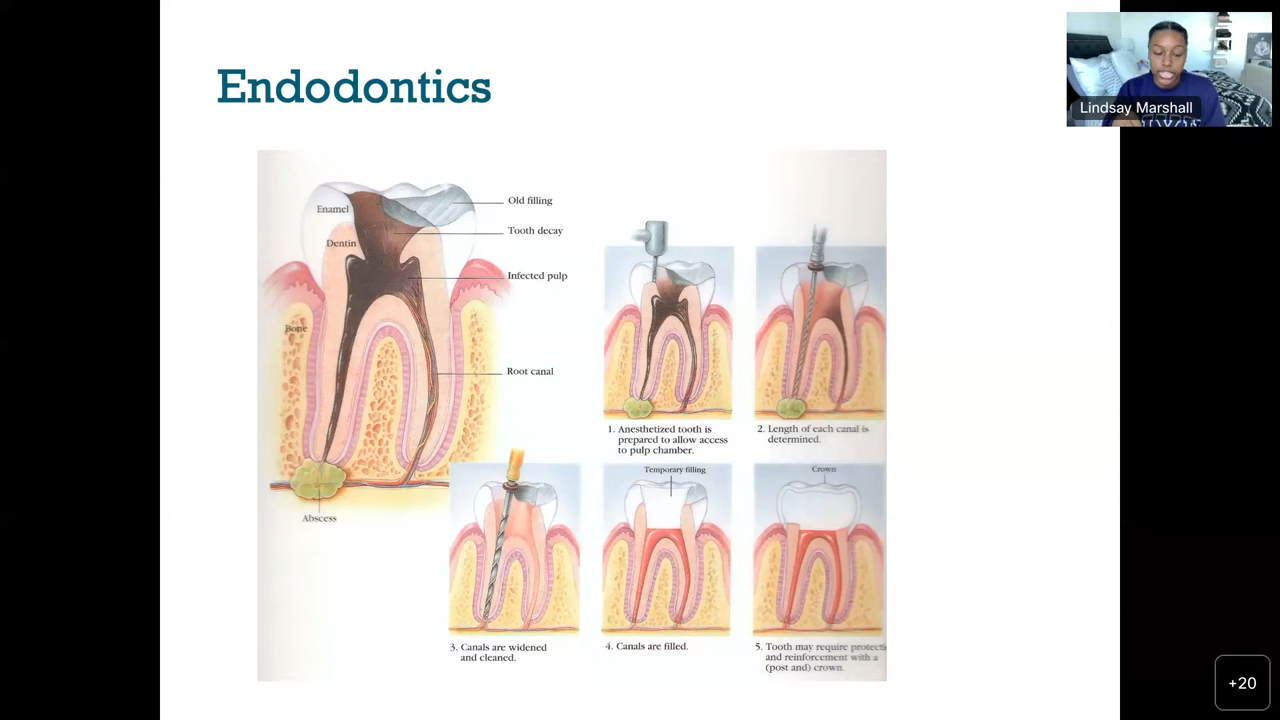 Endodontics
Lindsay Marshall
Enamel
Old filling
Tooth decay
Dentin
Infected pulp
Bone
Root canal
Abscess
1. Anesthetized tooth is
prepared to allow access
to pulp chamber.
2. Length of each canal is
determined.
Temporary filling
Crown
3. Canals are widened
and cleaned.
4. Canals are filled.
5. Tooth may require protecti
and reinforcement with a
(post and) crown.
+20